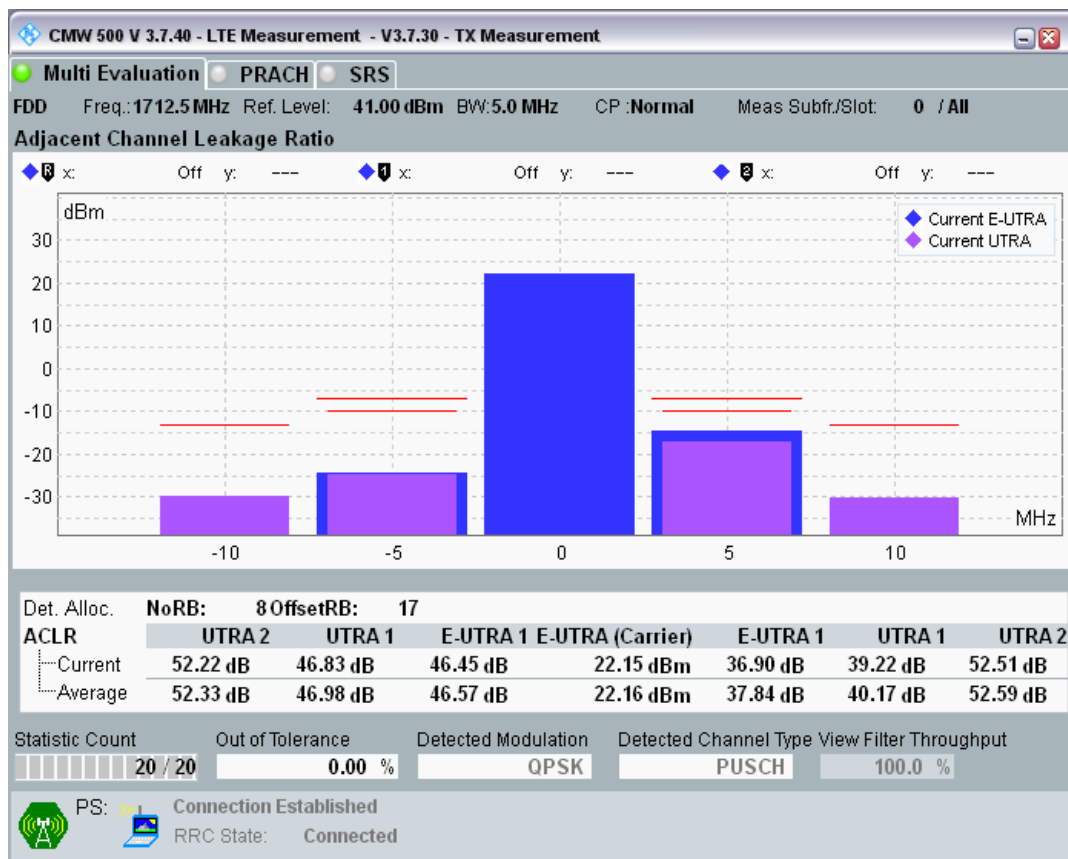 CMW 500 V 3.7.40 - LTE Measurement - V3.7.30 - TX Measurement
Multi Evaluation PRACH SRS
FDD Freq.:1712.5 MHz Ref. Level: 41.00 dBm BW:5.0 MHz CP :Normal Meas Subfr./Slot: 0 / All
Adjacent Channel Leakage Ratio
R x: Off y: --- 1 x: Off y: --- 2 x: Off y: ---
dBm
Current E-UTRA
Current UTRA
30
20
10
0
-10
-20
-30
MHz
-10 -5 0 5 10
Det. Alloc. NoRB: 8 OffsetRB: 17
ACLR UTRA 2 UTRA 1 E-UTRA 1 E-UTRA (Carrier) E-UTRA 1 UTRA 1 UTRA 2
Current 52.22 dB 46.83 dB 46.45 dB 22.15 dBm 36.90 dB 39.22 dB 52.51 dB
Average 52.33 dB 46.98 dB 46.57 dB 22.16 dBm 37.84 dB 40.17 dB 52.59 dB
Statistic Count Out of Tolerance Detected Modulation Detected Channel Type View Filter Throughput
20 / 20 0.00 % QPSK PUSCH 100.0 %
PS: Connection Established
RRC State: Connected